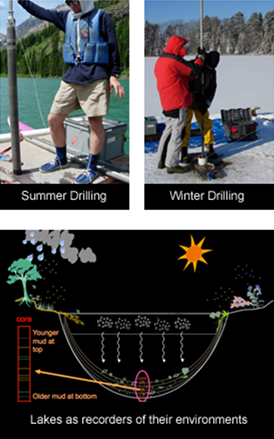 Summer Drilling
Winter Drilling
core
Younger
mud at
top
Older mud at bottom
Lakes as recorders of their environments